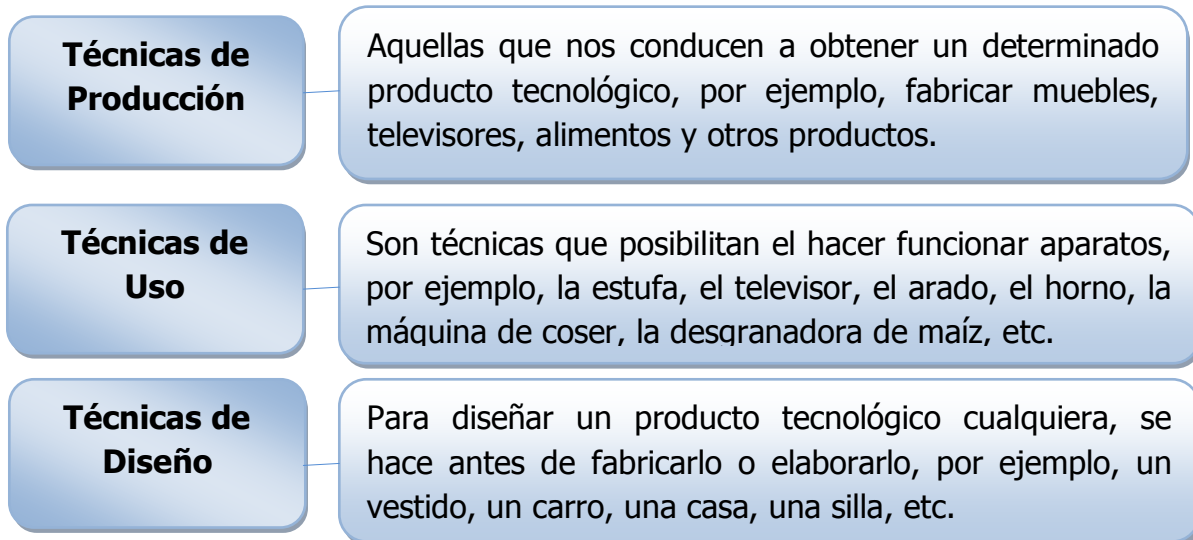 Técnicas de
Producción
Aquellas que nos conducen a obtener un determinado
producto tecnológico, por ejemplo, fabricar muebles,
televisores, alimentos y otros productos.
Técnicas de
Uso
Son técnicas que posibilitan el hacer funcionar aparatos,
por ejemplo, la estufa, el televisor, el arado, el horno, la
máquina de coser, la desgranadora de maíz, etc.
Técnicas de
Diseño
Para diseñar un producto tecnológico cualquiera, se
hace antes de fabricarlo o elaborarlo, por ejemplo, un
vestido, un carro, una casa, una silla, etc.